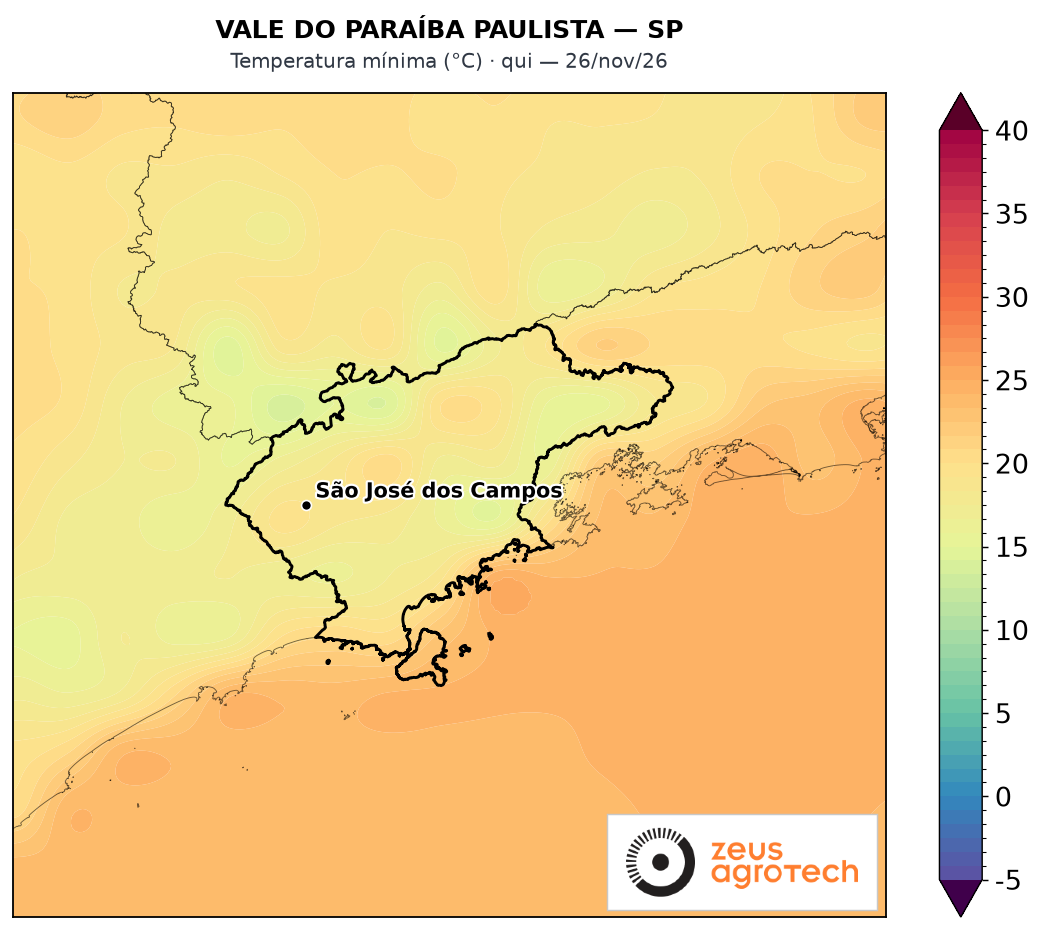 VALE DO PARAÍBA PAULISTA — SP
Temperatura mínima (°C) · qui — 26/nov/26
São José dos Campos
40
35
30
25
20
15
10
5
0
-5
zeus
agrotech